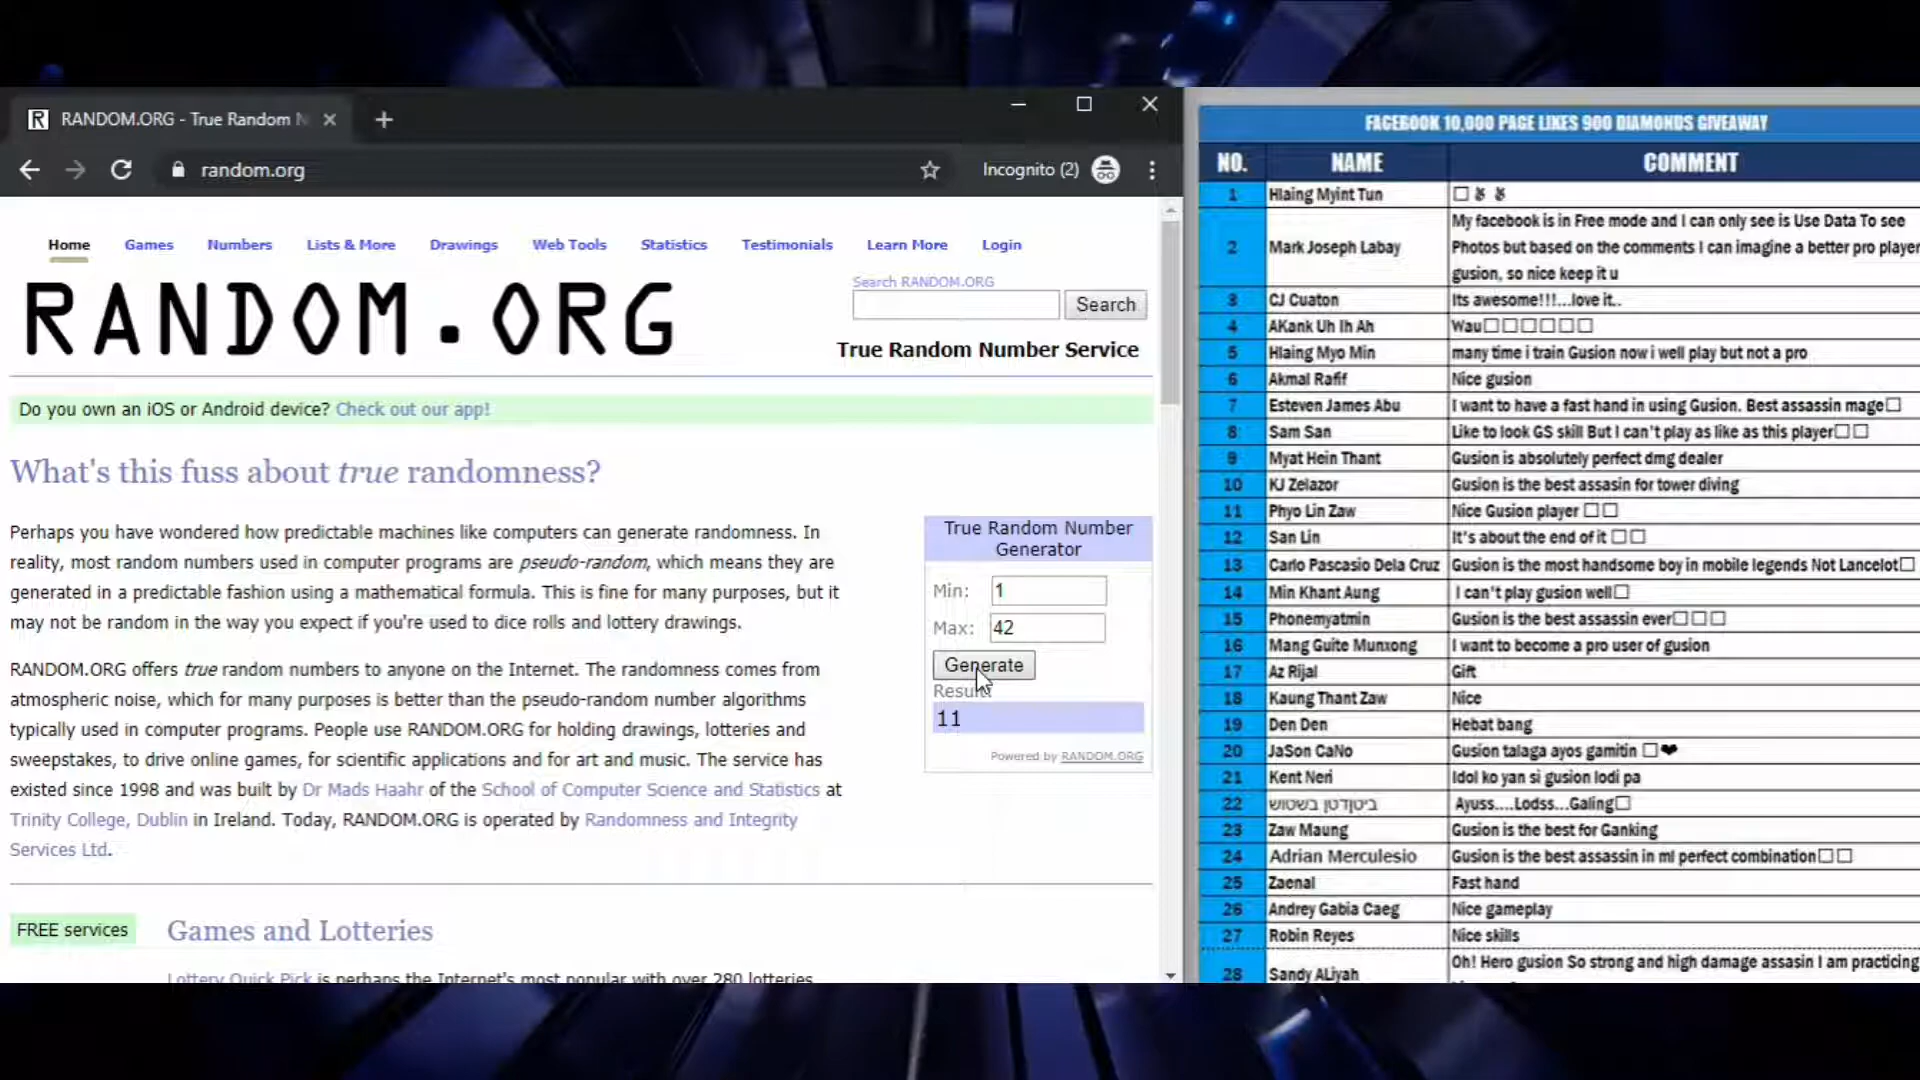 RANDOM.ORG - True Random N
random.org
Incognito (2)
Home Games Numbers Lists & More Drawings Web Tools Statistics Testimonials Learn More Login
RANDOM.ORG
Search RANDOM.ORG
Search
True Random Number Service
Do you own an iOS or Android device? Check out our app!
What's this fuss about true randomness?
Perhaps you have wondered how predictable machines like computers can generate randomness. In
reality, most random numbers used in computer programs are pseudo-random, which means they are
generated in a predictable fashion using a mathematical formula. This is fine for many purposes, but it
may not be random in the way you expect if you're used to dice rolls and lottery drawings.
RANDOM.ORG offers true random numbers to anyone on the Internet. The randomness comes from
atmospheric noise, which for many purposes is better than the pseudo-random number algorithms
typically used in computer programs. People use RANDOM.ORG for holding drawings, lotteries and
sweepstakes, to drive online games, for scientific applications and for art and music. The service has
existed since 1998 and was built by Dr Mads Haahr of the School of Computer Science and Statistics at
Trinity College, Dublin in Ireland. Today, RANDOM.ORG is operated by Randomness and Integrity
Services Ltd.
True Random Number
Generator
Min: 1
Max: 42
Generate
Result:
11
Powered by RANDOM.ORG
FREE services
Games and Lotteries
Lottery Quick Pick is perhaps the Internet's most popular with over 280 lotteries
FACEBOOK 10,000 PAGE LIKES 900 DIAMONDS GIVEAWAY
NO. NAME COMMENT
1 Hlaing Myint Tun
2 Mark Joseph Labay My facebook is in Free mode and I can only see is Use Data To see
Photos but based on the comments I can imagine a better pro player
gusion, so nice keep it u
3 CJ Cuaton Its awesome!!!...love it..
4 AKank Uh Ih Ah Wau
5 Hlaing Myo Min many time i train Gusion now i well play but not a pro
6 Akmal Rafif Nice gusion
7 Esteven James Abu I want to have a fast hand in using Gusion. Best assassin mage
8 Sam San Like to look GS skill But I can't play as like as this player
9 Myat Hein Thant Gusion is absolutely perfect dmg dealer
10 KJ Zelazor Gusion is the best assasin for tower diving
11 Phyo Lin Zaw Nice Gusion player
12 San Lin It's about the end of it
13 Carlo Pascasio Dela Cruz Gusion is the most handsome boy in mobile legends Not Lancelot
14 Min Khant Aung I can't play gusion well
15 Phonemyatmin Gusion is the best assassin ever
16 Mang Guite Munxong I want to become a pro user of gusion
17 Az Rijal Gift
18 Kaung Thant Zaw Nice
19 Den Den Hebat bang
20 JaSon CaNo Gusion talaga ayos gamitin ❤
21 Kent Neri Idol ko yan si gusion lodi pa
22 Ayuss....Lodss...Galing
23 Zaw Maung Gusion is the best for Ganking
24 Adrian Merculesio Gusion is the best assassin in ml perfect combination
25 Zaenal Fast hand
26 Andrey Gabia Caeg Nice gameplay
27 Robin Reyes Nice skills
28 Sandy ALiyah Oh! Hero gusion So strong and high damage assasin I am practicing